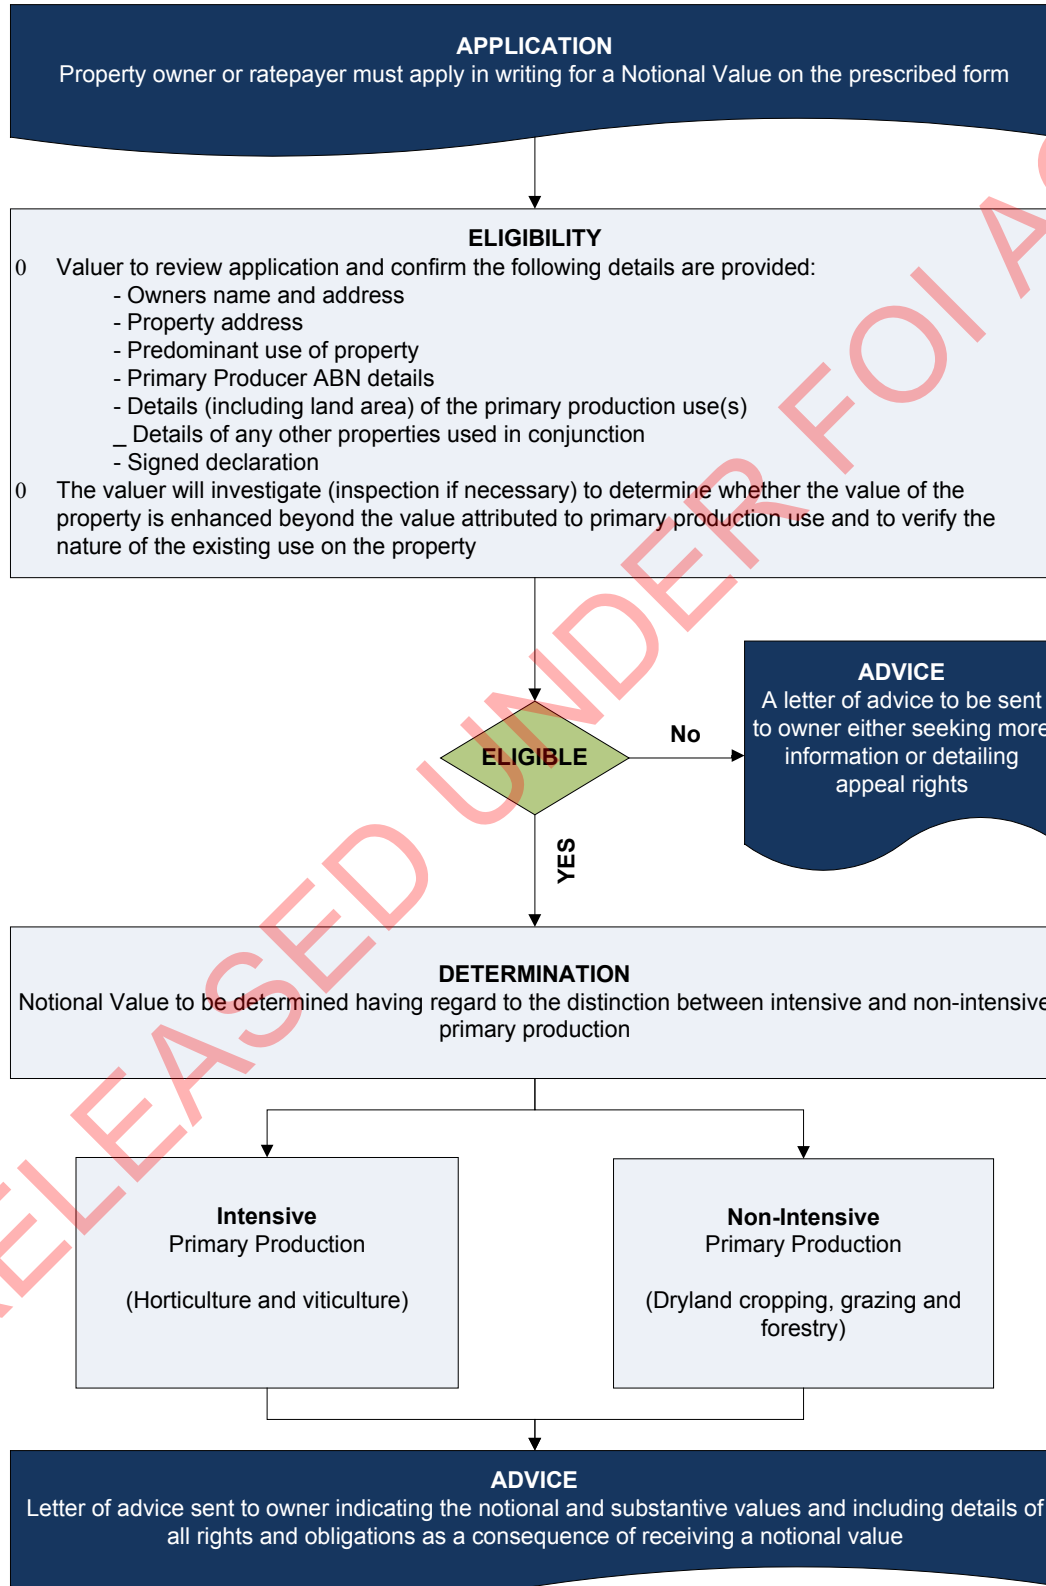 APPLICATION
Property owner or ratepayer must apply in writing for a Notional Value on the prescribed form
ELIGIBILITY
() Valuer to review application and confirm the following details are provided:
- Owners name and address
- Property address
- Predominant use of property
- Primary Producer ABN details
- Details (including land area) of the primary production use(s)
_ Details of any other properties used in conjunction
- Signed declaration
() The valuer will investigate (inspection if necessary) to determine whether the value of the
property is enhanced beyond the value attributed to primary production use and to verify the
nature of the existing use on the property
ELIGIBLE
No
ADVICE
A letter of advice to be sent
to owner either seeking more
information or detailing
appeal rights
YES
DETERMINATION
Notional Value to be determined having regard to the distinction between intensive and non-intensive
primary production
Intensive
Primary Production
(Horticulture and viticulture)
Non-Intensive
Primary Production
(Dryland cropping, grazing and
forestry)
ADVICE
Letter of advice sent to owner indicating the notional and substantive values and including details of
all rights and obligations as a consequence of receiving a notional value
RELEASED UNDER FOI